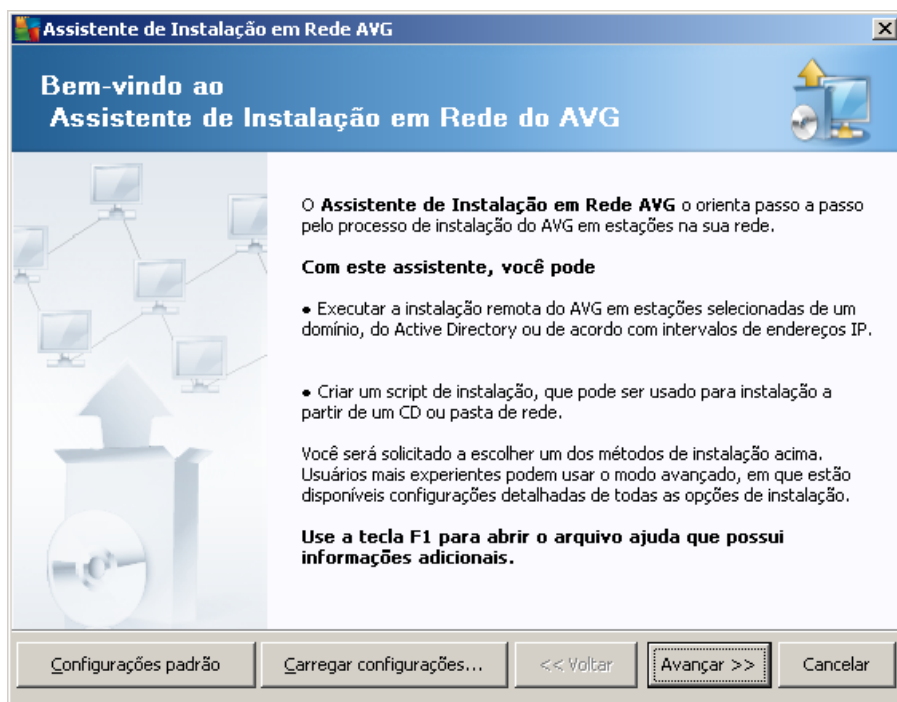 Assistente de Instalação em Rede AVG
Bem-vindo ao
Assistente de Instalação em Rede do AVG
O Assistente de Instalação em Rede AVG o orienta passo a passo
pelo processo de instalação do AVG em estações na sua rede.
Com este assistente, você pode
• Executar a instalação remota do AVG em estações selecionadas de um
domínio, do Active Directory ou de acordo com intervalos de endereços IP.
• Criar um script de instalação, que pode ser usado para instalação a
partir de um CD ou pasta de rede.
Você será solicitado a escolher um dos métodos de instalação acima.
Usuários mais experientes podem usar o modo avançado, em que estão
disponíveis configurações detalhadas de todas as opções de instalação.
Use a tecla F1 para abrir o arquivo ajuda que possui
informações adicionais.
Configurações padrão
Carregar configurações...
<< Voltar
Avançar >>
Cancelar